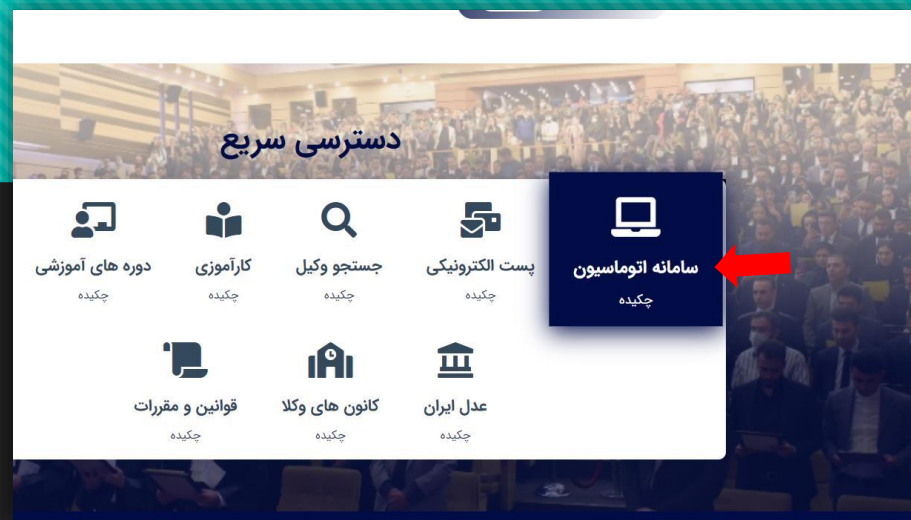 دسترسی سریع
سامانه اتوماسیون
چکیده
پست الکترونیکی
چکیده
جستجو وکیل
چکیده
کارآموزی
چکیده
دوره های آموزشی
چکیده
عدل ایران
چکیده
کانون های وکلا
چکیده
قوانین و مقررات
چکیده